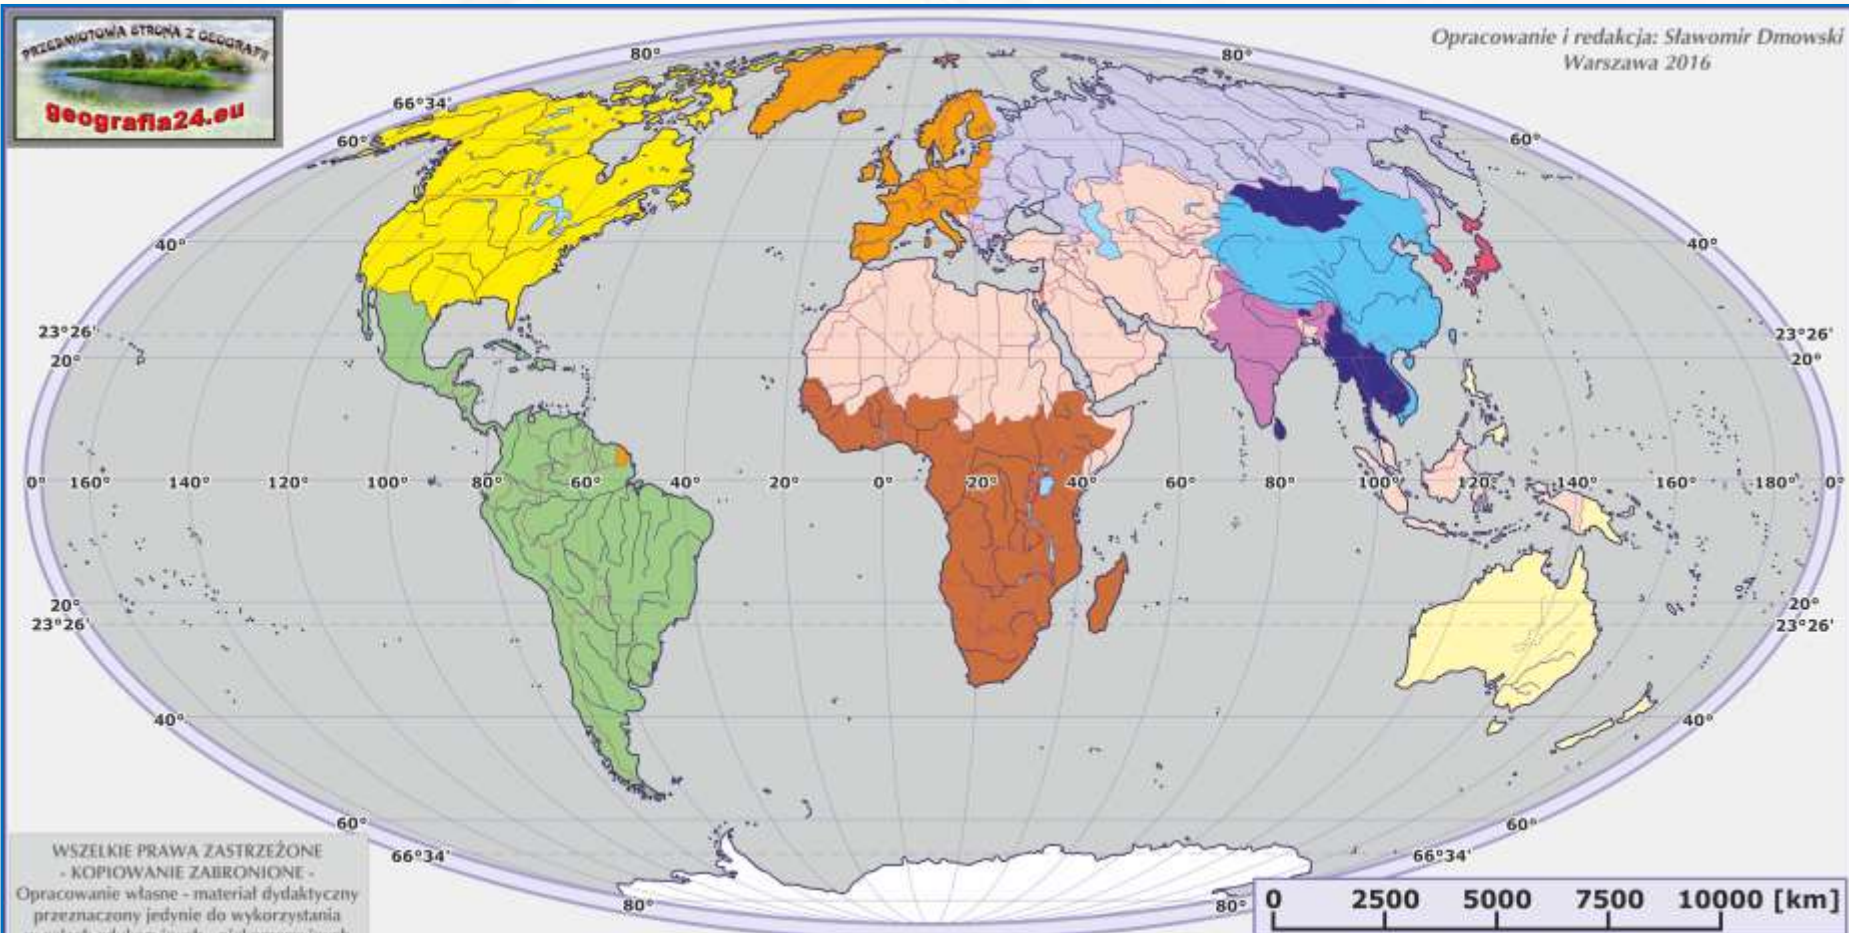 PRZEDMIOTOWA STRONA Z GEOGRAFII
geografia24.eu
Opracowanie i redakcja: Sławomir Dmowski
Warszawa 2016
80° 80°
66°34'
60° 60°
40° 40°
23°26' 23°26'
20° 20°
0° 160° 140° 120° 100° 80° 60° 40° 20° 0° 20° 40° 60° 80° 100° 120° 140° 160° 180° 0°
20° 20°
23°26' 23°26'
40° 40°
60° 60°
66°34' 66°34'
80° 80°
WSZELKIE PRAWA ZASTRZEŻONE
- KOPIOWANIE ZABRONIONE -
Opracowanie własne - materiał dydaktyczny
przeznaczony jedynie do wykorzystania
0 2500 5000 7500 10000 [km]